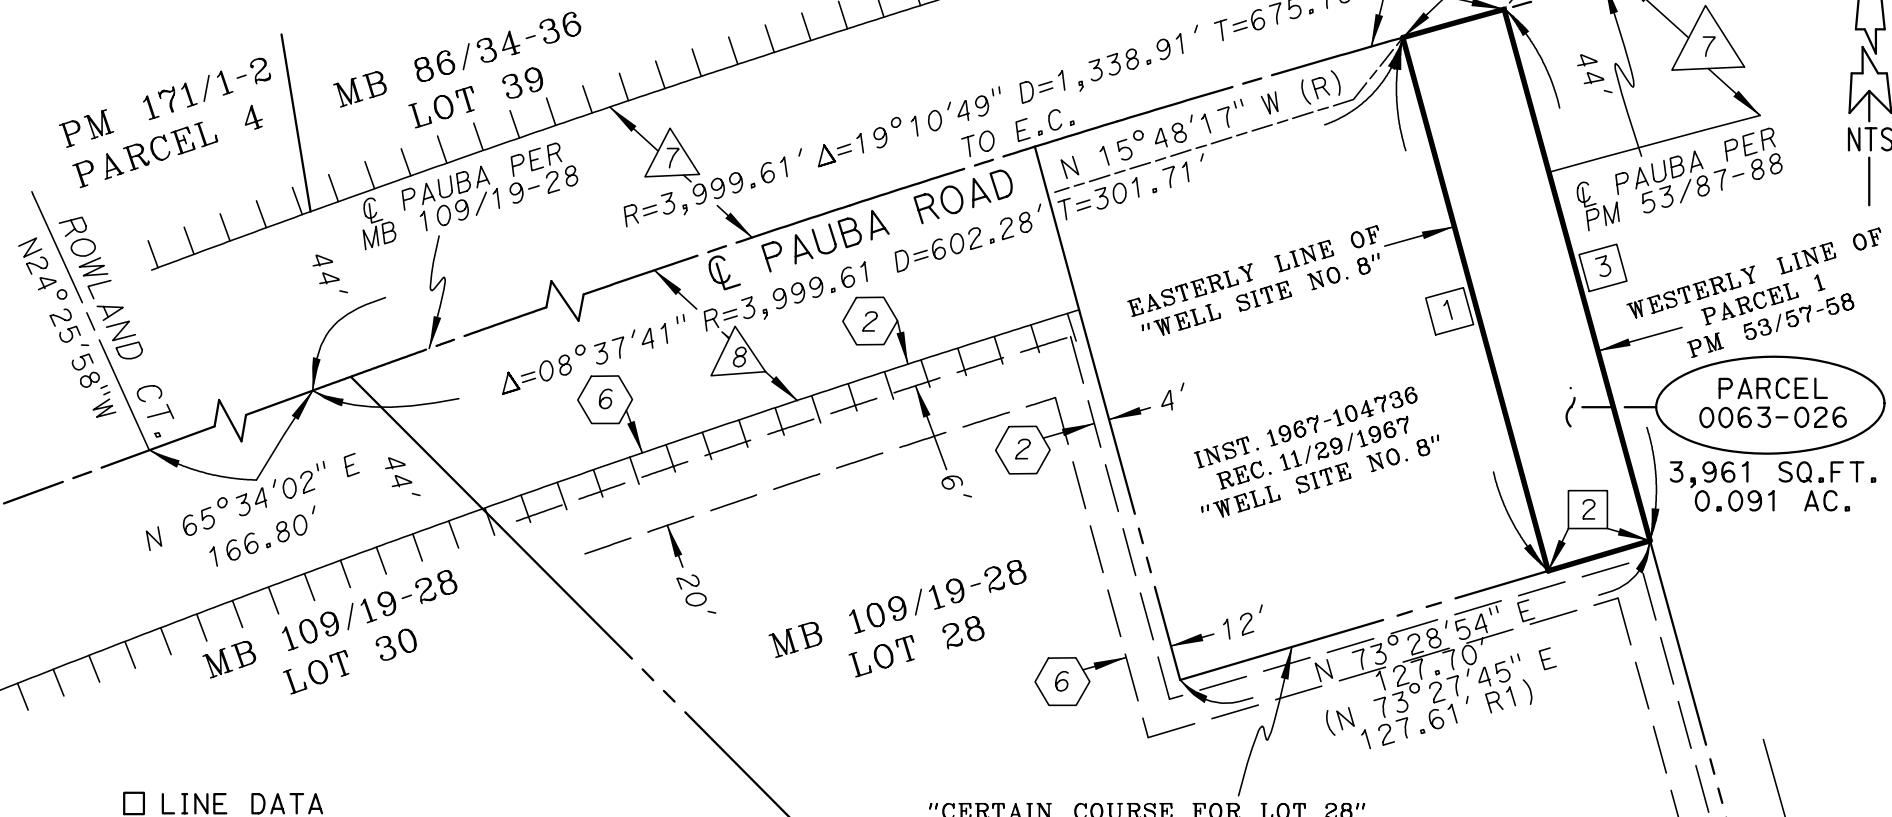 PM 171/1-2
PARCEL 4
MB 86/34-36
LOT 39
℄ PAUBA PER
MB 109/19-28
7
R=3,999.61' Δ=19°10'49" D=1,338.91'
TO E.C.
N 15°48'17" W (R)
T=301.71'
℄ PAUBA ROAD
Δ=08°37'41" R=3,999.61 D=602.28'
ROWLAND CT.
N24°25'58"W
44'
N 65°34'02" E
166.80'
44'
MB 109/19-28
LOT 30
6
8
2
20'
6'
2
4'
12'
6
MB 109/19-28
LOT 28
EASTERLY LINE OF
"WELL SITE NO. 8"
1
INST. 1967-104736
REC. 11/29/1967
"WELL SITE NO. 8"
2
N 73°28'54" E
127.70'
(N 73°27'45" E
127.61' R1)
44'
7
NTS
℄ PAUBA PER
PM 53/87-88
3
WESTERLY LINE OF
PARCEL 1
PM 53/57-58
PARCEL
0063-026
3,961 SQ.FT.
0.091 AC.
□ LINE DATA
"CERTAIN COURSE FOR LOT 28"